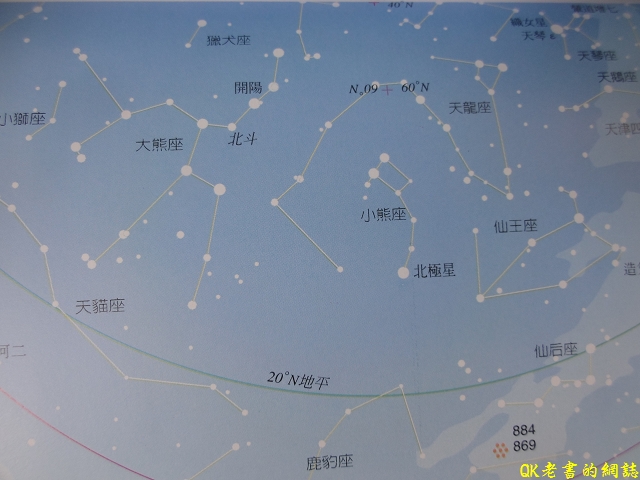 40°N
獵犬座
織女星
天琴 ε
天琴座
開陽
N°09 60°N
天鵝座
小獅座
天龍座
大熊座
北斗
小熊座
仙王座
北極星
天貓座
仙后座
20°N地平
884
869
鹿豹座
QK老書的網誌